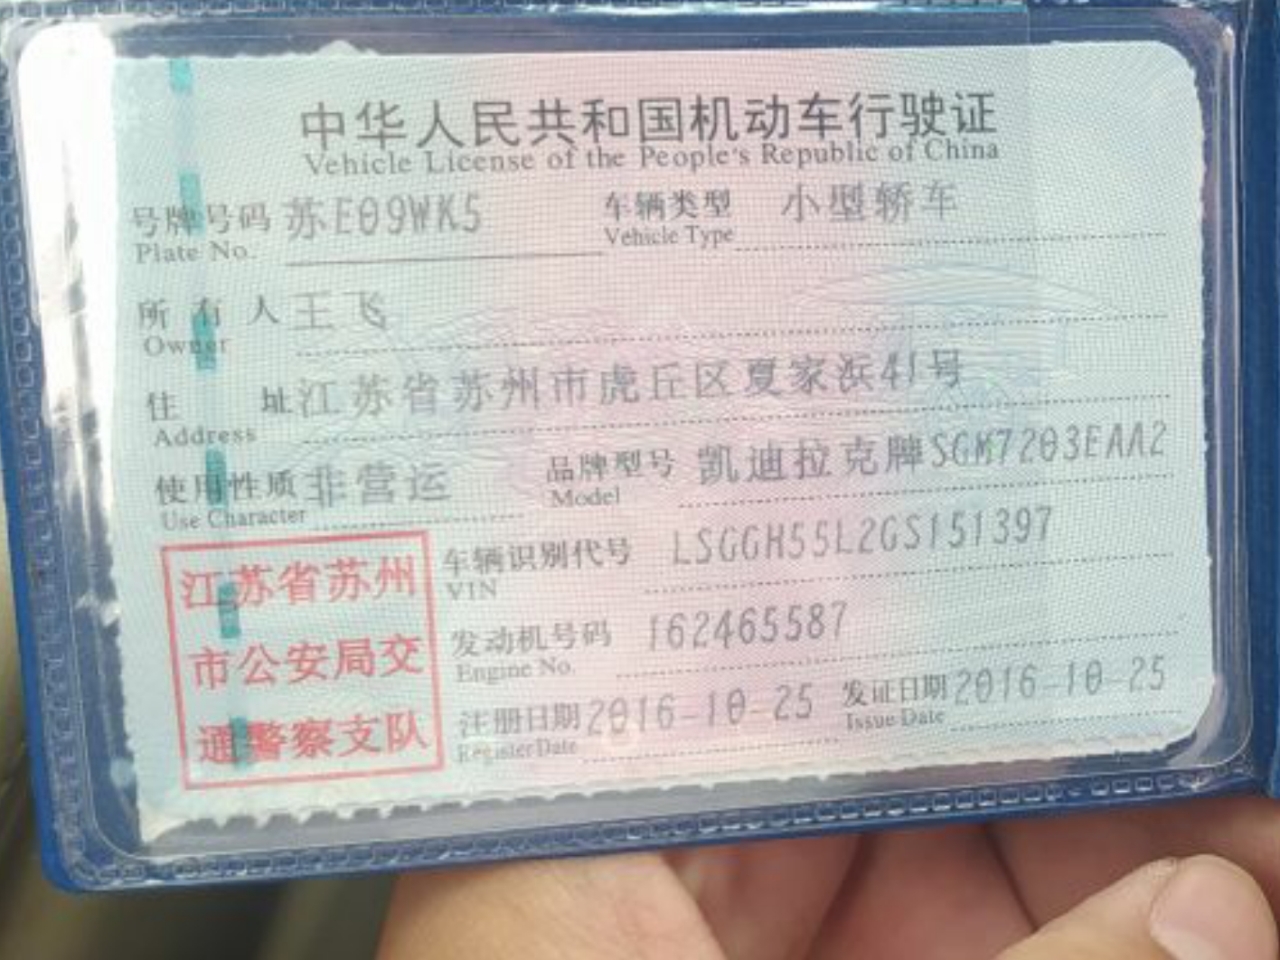 中华人民共和国机动车行驶证
Vehicle License of the People's Republic of China
号牌号码 苏E09WK5 车辆类型 小型轿车
Plate No. Vehicle Type
所有人 王飞
Owner
住址 江苏省苏州市虎丘区夏家浜41号
Address
使用性质 非营运 品牌型号 凯迪拉克牌SGM7203EAA2
Use Character Model
江苏省苏州
市公安局交
通警察支队
车辆识别代号 LSGGH55L2GS151397
VIN
发动机号码 162465587
Engine No.
注册日期 2016-10-25 发证日期 2016-10-25
Register Date Issue Date